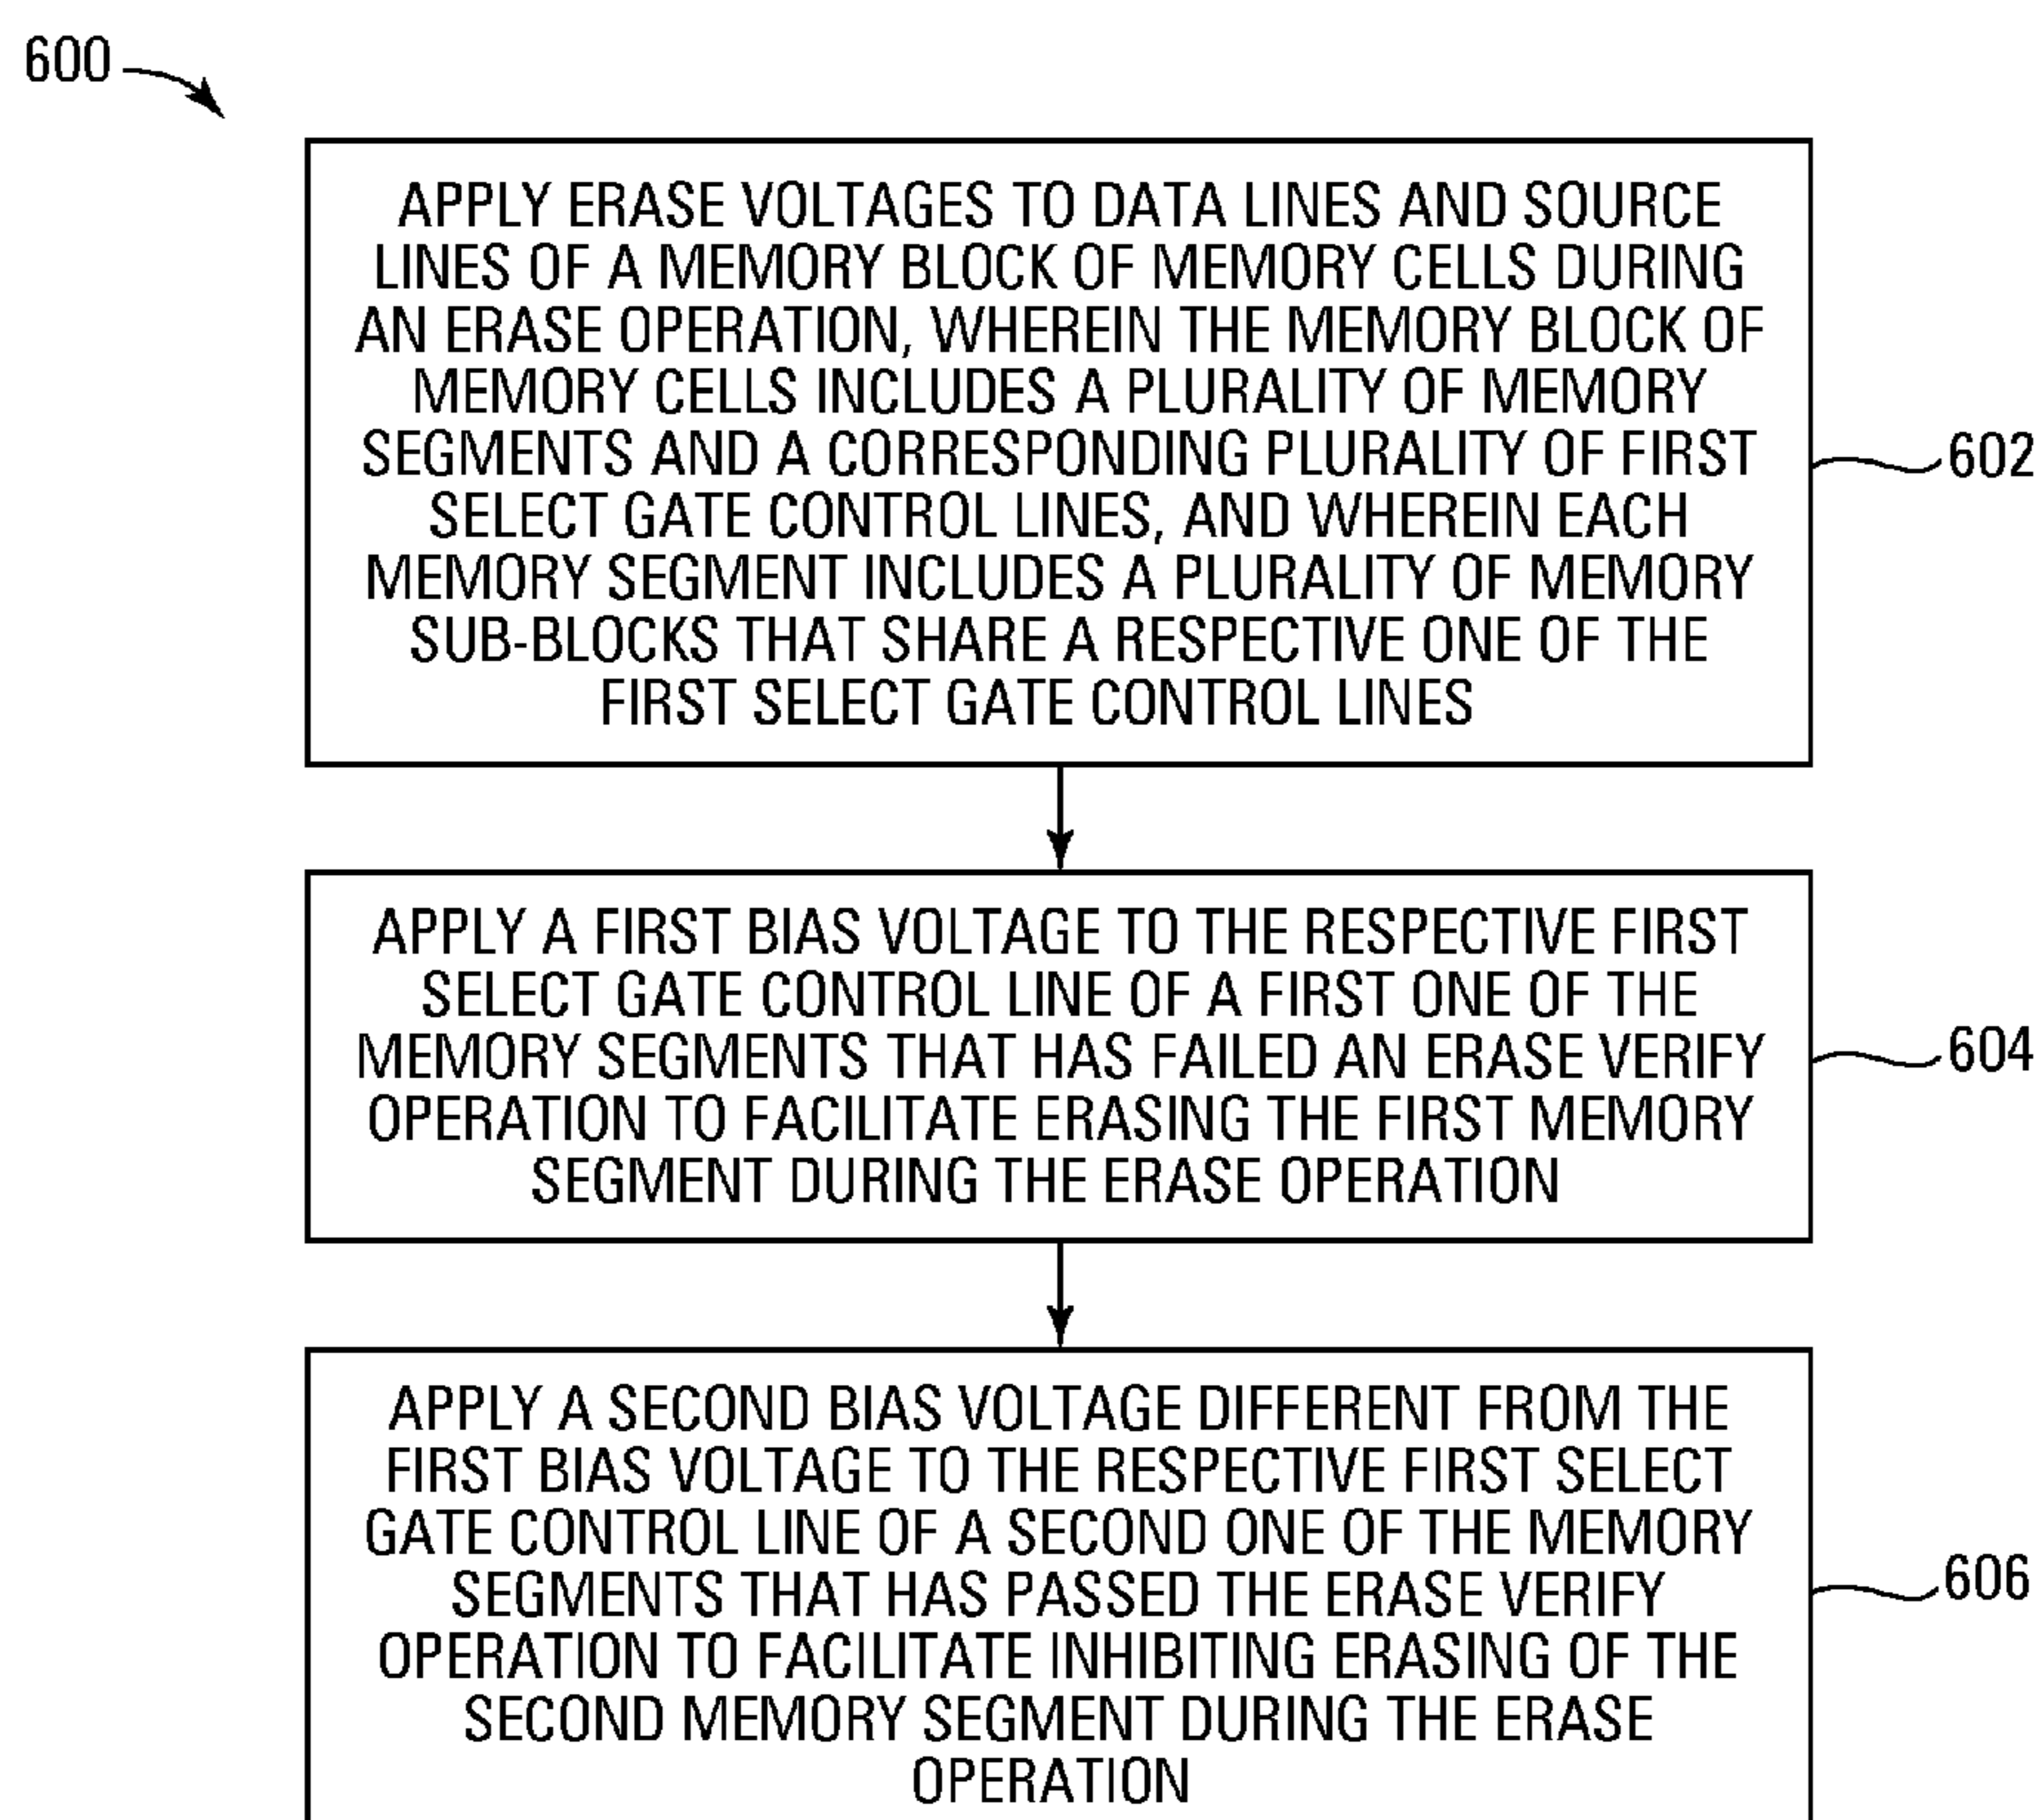 600
APPLY ERASE VOLTAGES TO DATA LINES AND SOURCE
LINES OF A MEMORY BLOCK OF MEMORY CELLS DURING
AN ERASE OPERATION, WHEREIN THE MEMORY BLOCK OF
MEMORY CELLS INCLUDES A PLURALITY OF MEMORY
SEGMENTS AND A CORRESPONDING PLURALITY OF FIRST
SELECT GATE CONTROL LINES, AND WHEREIN EACH
MEMORY SEGMENT INCLUDES A PLURALITY OF MEMORY
SUB-BLOCKS THAT SHARE A RESPECTIVE ONE OF THE
FIRST SELECT GATE CONTROL LINES
602
APPLY A FIRST BIAS VOLTAGE TO THE RESPECTIVE FIRST
SELECT GATE CONTROL LINE OF A FIRST ONE OF THE
MEMORY SEGMENTS THAT HAS FAILED AN ERASE VERIFY
OPERATION TO FACILITATE ERASING THE FIRST MEMORY
SEGMENT DURING THE ERASE OPERATION
604
APPLY A SECOND BIAS VOLTAGE DIFFERENT FROM THE
FIRST BIAS VOLTAGE TO THE RESPECTIVE FIRST SELECT
GATE CONTROL LINE OF A SECOND ONE OF THE MEMORY
SEGMENTS THAT HAS PASSED THE ERASE VERIFY
OPERATION TO FACILITATE INHIBITING ERASING OF THE
SECOND MEMORY SEGMENT DURING THE ERASE
OPERATION
606